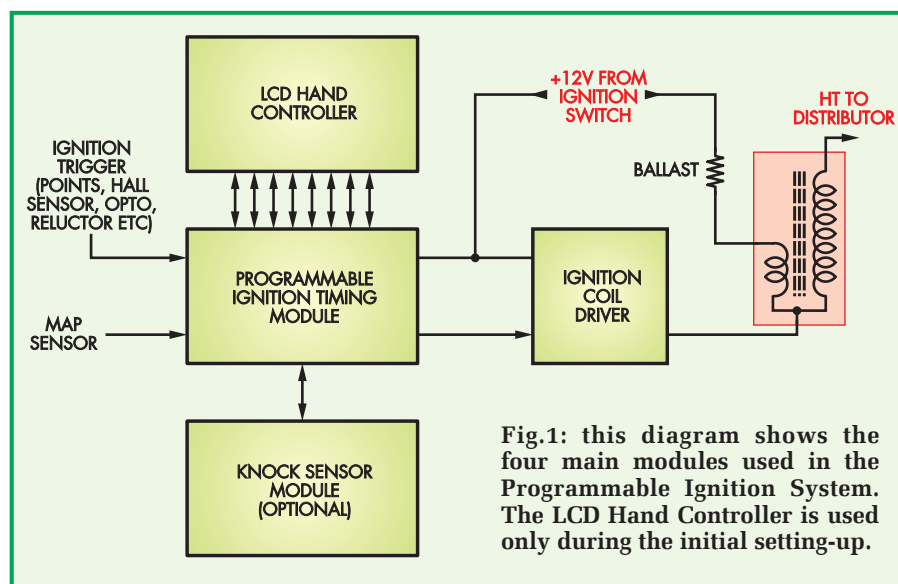 LCD HAND
CONTROLLER
+12V FROM
IGNITION
SWITCH
HT TO
DISTRIBUTOR
IGNITION
TRIGGER
(POINTS, HALL
SENSOR, OPTO,
RELUCTOR ETC)
BALLAST
PROGRAMMABLE
IGNITION TIMING
MODULE
IGNITION
COIL
DRIVER
MAP
SENSOR
KNOCK SENSOR
MODULE
(OPTIONAL)
Fig.1: this diagram shows the
four main modules used in the
Programmable Ignition System.
The LCD Hand Controller is used
only during the initial setting-up.